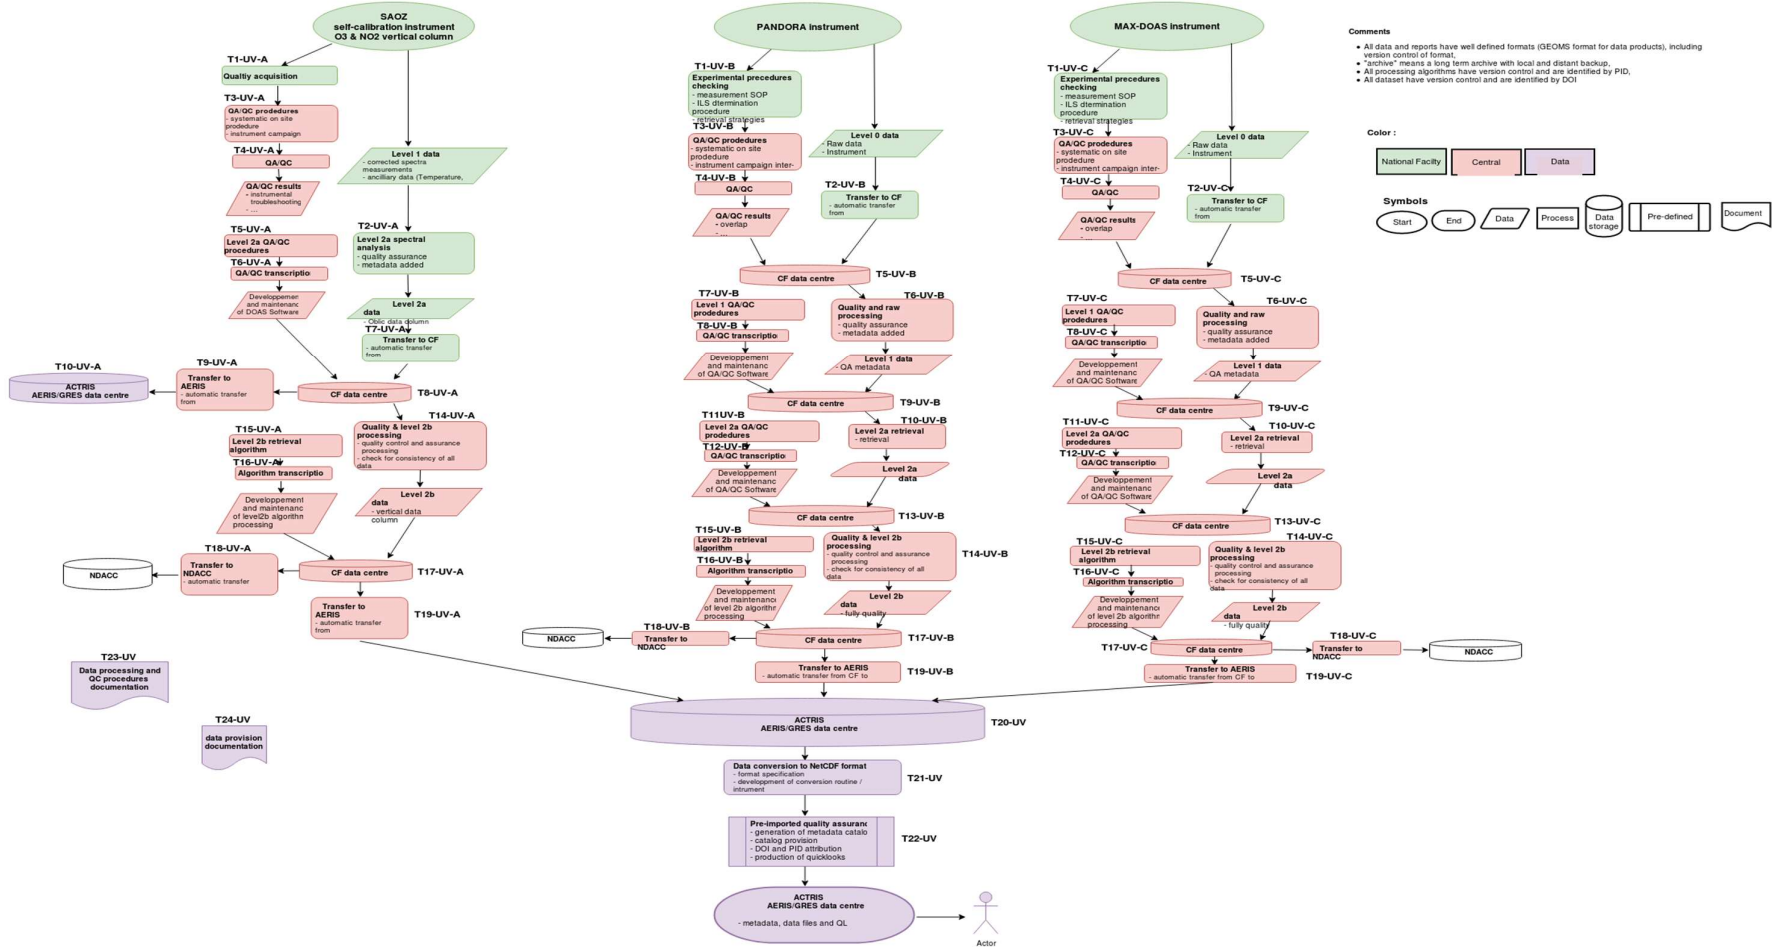 SAOZ
self-calibration instrument
O3 & NO2 vertical column
T1-UV-A
Qualtiy acquisition
T3-UV-A
QA/QC prodedures
- systematic on site
prodedure
- instrument campaign
T4-UV-A
QA/QC
QA/QC results
- instrumental
troubleshooting
- ...
T5-UV-A
Level 2a QA/QC
procedures
T6-UV-A
QA/QC transcriptio
Developpemer
and maintenanc
of DOAS Software
Level 1 data
- corrected spectra
measurements
- ancilliary data (Temperature,
T2-UV-A
Level 2a spectral
analysis
- quality assurance
- metadata added
Level 2a
data
- Oblic data column
T7-UV-A
Transfer to CF
- automatic transfer
from
T10-UV-A
ACTRIS
AERIS/GRES data centre
T9-UV-A
Transfer to
AERIS
- automatic transfer
from
CF data centre
T8-UV-A
T14-UV-A
Quality & level 2b
processing
- quality control and assurance
processing
- check for consistency of all
data
T15-UV-A
Level 2b retrieval
algorithm
T16-UV-A
Algorithm transcriptio
Developpement
and maintenanc
of level2b algorithn
processing
Level 2b
data
- vertical data
column
T18-UV-A
Transfer to
NDACC
- automatic transfer
NDACC
CF data centre
T17-UV-A
Transfer to
AERIS
- automatic transfer
from
T19-UV-A
T23-UV
Data processing and
QC procedures
documentation
T24-UV
data provision
documentation
PANDORA instrument
T1-UV-B
Experimental precedures
checking
- measurement SOP
- ILS dtermination
procedure
- retrieval strategies
T3-UV-B
QA/QC prodedures
- systematic on site
prodedure
- instrument campaign inter-
T4-UV-B
QA/QC
QA/QC results
- overlap
- ...
Level 0 data
- Raw data
- Instrument
T2-UV-B
Transfer to CF
- automatic transfer
from
CF data centre
T5-UV-B
T7-UV-B
Level 1 QA/QC
prodedures
T8-UV-B
QA/QC transcriptio
Developpement
and maintenanc
of QA/QC Software
T6-UV-B
Quality and raw
processing
- quality assurance
- metadata added
Level 1 data
- QA metadata
CF data centre
T9-UV-B
T11UV-B
Level 2a QA/QC
prodedures
T12-UV-B
QA/QC transcriptio
Developpement
and maintenanc
of QA/QC Software
T10-UV-B
Level 2a retrieval
- retrieval
Level 2a
data
CF data centre
T13-UV-B
T15-UV-B
Level 2b retrieval
algorithm
T16-UV-B
Algorithm transcriptio
Developpement
and maintenanc
of level 2b algorithr
processing
Quality & level 2b
processing
- quality control and assurance
processing
- check for consistency of all
data
T14-UV-B
Level 2b
data
- fully quality
NDACC
T18-UV-B
Transfer to
NDACC
CF data centre
T17-UV-B
Transfer to AERIS
- automatic transfer from CF to
T19-UV-B
MAX-DOAS instrument
T1-UV-C
Experimental precedures
checking
- measurement SOP
- ILS dtermination
procedure
- retrieval strategies
T3-UV-C
QA/QC prodedures
- systematic on site
prodedure
- instrument campaign inter-
T4-UV-C
QA/QC
QA/QC results
- overlap
- ...
Level 0 data
- Raw data
- Instrument
T2-UV-C
Transfer to CF
- automatic transfer
from
CF data centre
T5-UV-C
T7-UV-C
Level 1 QA/QC
prodedures
T8-UV-C
QA/QC transcriptio
Developpement
and maintenanc
of QA/QC Software
T6-UV-C
Quality and raw
processing
- quality assurance
- metadata added
Level 1 data
- QA metadata
CF data centre
T9-UV-C
T11-UV-C
Level 2a QA/QC
prodedures
T12-UV-C
QA/QC transcriptio
Developpement
and maintenanc
of QA/QC Software
T10-UV-C
Level 2a retrieval
- retrieval
Level 2a
data
CF data centre
T13-UV-C
T15-UV-C
Level 2b retrieval
algorithm
T16-UV-C
Algorithm transcriptio
Developpement
and maintenanc
of level 2b algorithr
processing
T14-UV-C
Quality & level 2b
processing
- quality control and assurance
processing
- check for consistency of all
data
Level 2b
data
- fully quality
T17-UV-C
CF data centre
T18-UV-C
Transfer to
NDACC
NDACC
Transfer to AERIS
- automatic transfer from CF to
T19-UV-C
ACTRIS
AERIS/GRES data centre
T20-UV
Data conversion to NetCDF format
- format specification
- developpment of conversion routine /
intrument
T21-UV
Pre-imported quality assuranc
- generation of metadata catalo
- catalog provision
- DOI and PID attribution
- production of quicklooks
T22-UV
ACTRIS
AERIS/GRES data centre
- metadata, data files and QL
Actor
Comments
• All data and reports have well defined formats (GEOMS format for data products), including
version control of format,
• "archive" means a long term archive with local and distant backup,
• All processing algorithms have version control and are identified by PID,
• All dataset have version control and are identified by DOI
Color :
National Facilty
Central
Data
Symbols
Start
End
Data
Process
Data
storage
Pre-defined
Document